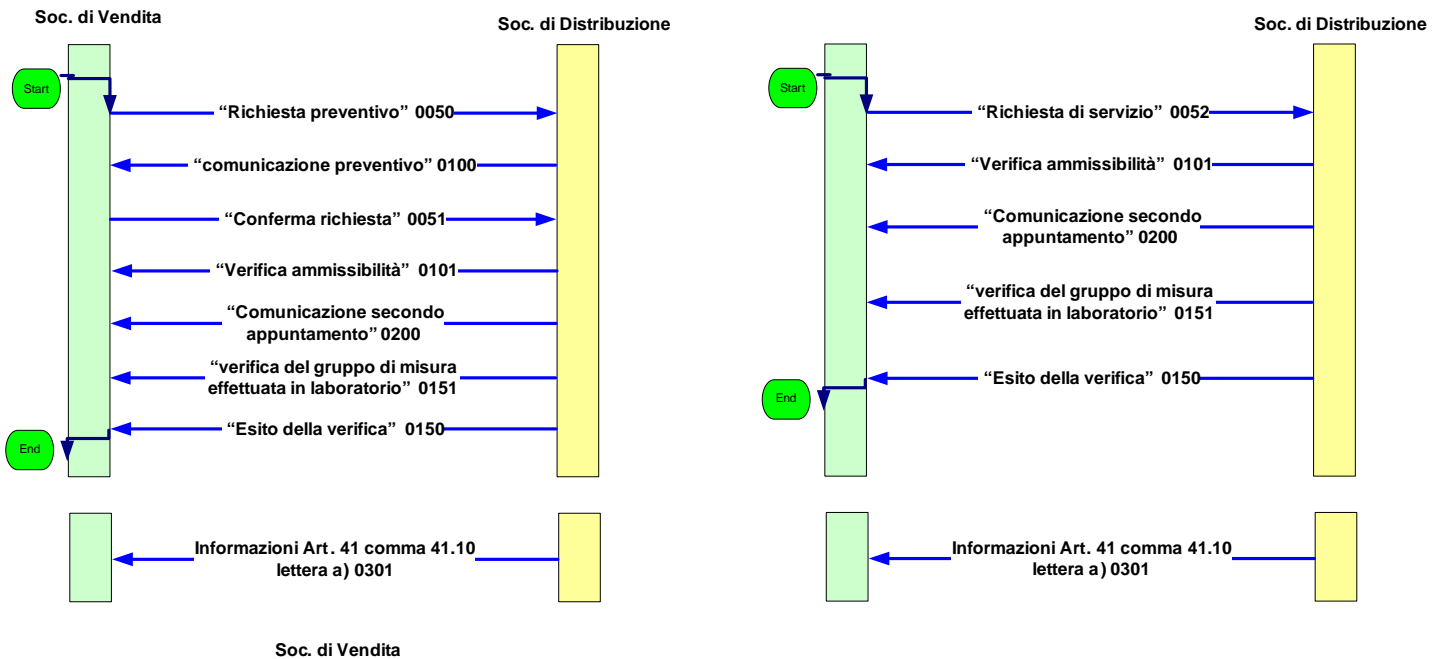 Soc. di Vendita
Soc. di Distribuzione
Start
“Richiesta preventivo” 0050
“comunicazione preventivo” 0100
“Conferma richiesta” 0051
“Verifica ammissibilità” 0101
“Comunicazione secondo
appuntamento” 0200
“verifica del gruppo di misura
effettuata in laboratorio” 0151
“Esito della verifica” 0150
End
Informazioni Art. 41 comma 41.10
lettera a) 0301
Soc. di Vendita
Soc. di Distribuzione
Start
“Richiesta di servizio” 0052
“Verifica ammissibilità” 0101
“Comunicazione secondo
appuntamento” 0200
“verifica del gruppo di misura
effettuata in laboratorio” 0151
“Esito della verifica” 0150
End
Informazioni Art. 41 comma 41.10
lettera a) 0301